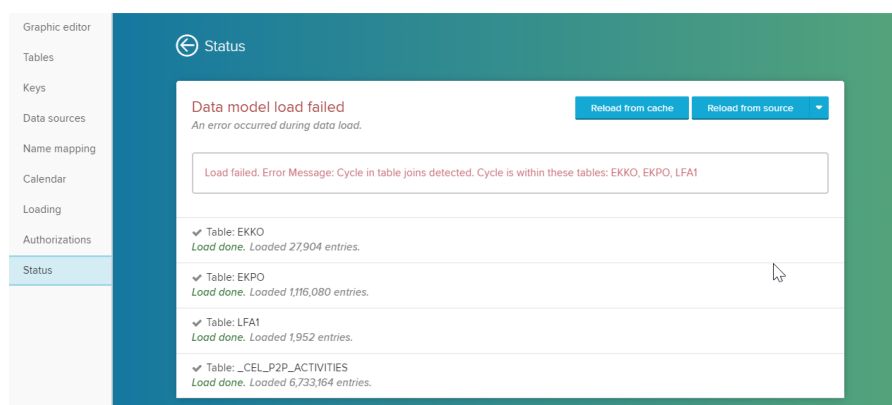 Graphic editor
Tables
Keys
Data sources
Name mapping
Calendar
Loading
Authorizations
Status
Status
Data model load failed
An error occurred during data load.
Reload from cache
Reload from source
Load failed. Error Message: Cycle in table joins detected. Cycle is within these tables: EKKO, EKPO, LFA1
Table: EKKO
Load done. Loaded 27,904 entries.
Table: EKPO
Load done. Loaded 1,116,080 entries.
Table: LFA1
Load done. Loaded 1,952 entries.
Table: _CEL_P2P_ACTIVITIES
Load done. Loaded 6,733,164 entries.